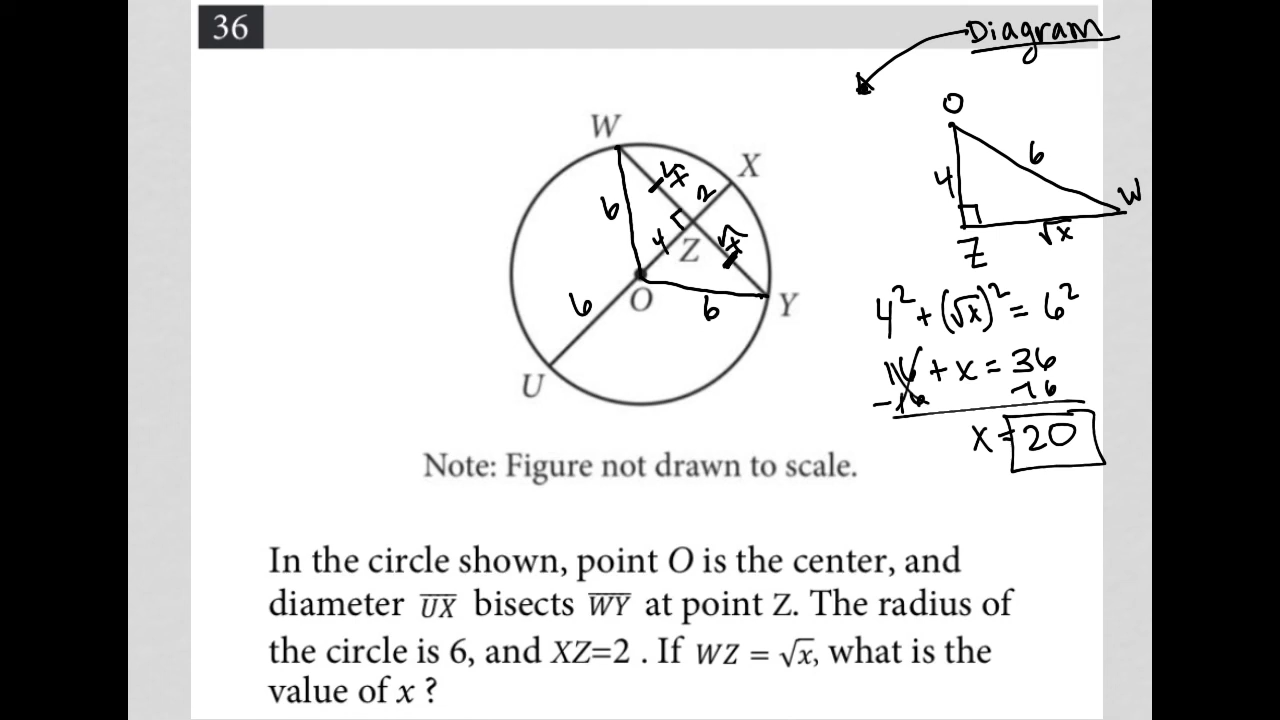 36
Diagram
W
X
√x
2
6
4
Z
√x
O
6
6
Y
U
O
6
4
W
Z
√x
4² + (√x)² = 6²
16 + x = 36
-16 -16
x = 20
Note: Figure not drawn to scale.
In the circle shown, point O is the center, and
diameter UX bisects WY at point Z. The radius of
the circle is 6, and XZ=2 . If WZ = √x, what is the
value of x ?